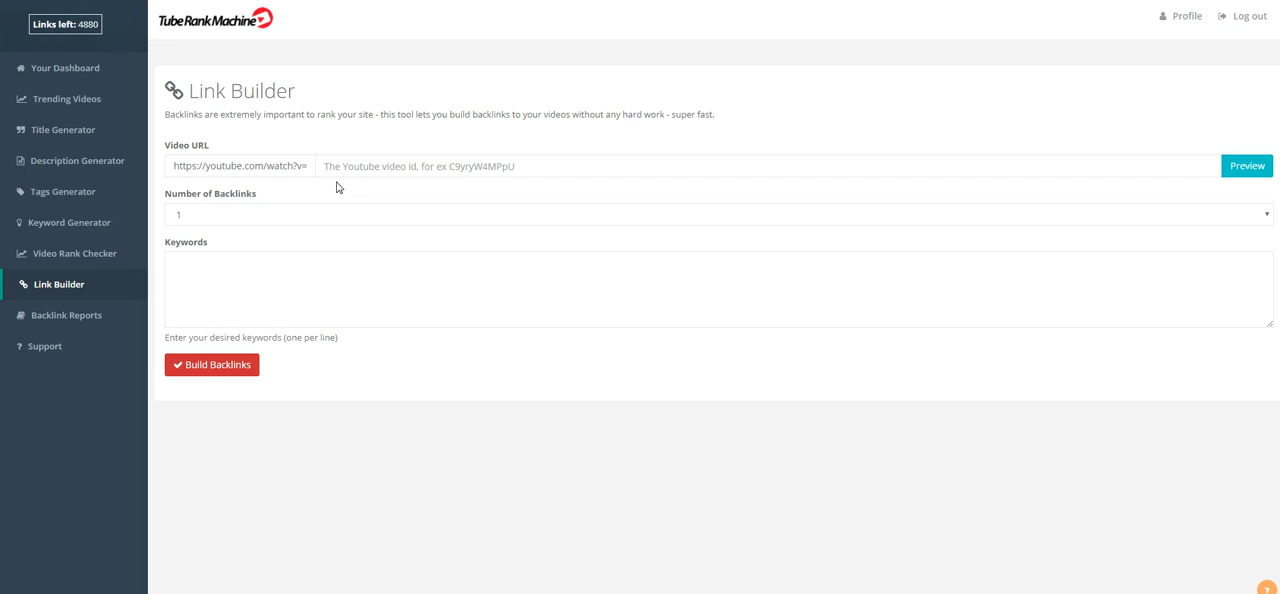 Links left: 4880
TubeRankMachine
Profile
Log out
Your Dashboard
Trending Videos
Title Generator
Description Generator
Tags Generator
Keyword Generator
Video Rank Checker
Link Builder
Backlink Reports
? Support
Link Builder
Backlinks are extremely important to rank your site - this tool lets you build backlinks to your videos without any hard work - super fast.
Video URL
https://youtube.com/watch?v= The Youtube video id, for ex C9yryW4MPpU Preview
Number of Backlinks
1
Keywords
Enter your desired keywords (one per line)
Build Backlinks
?